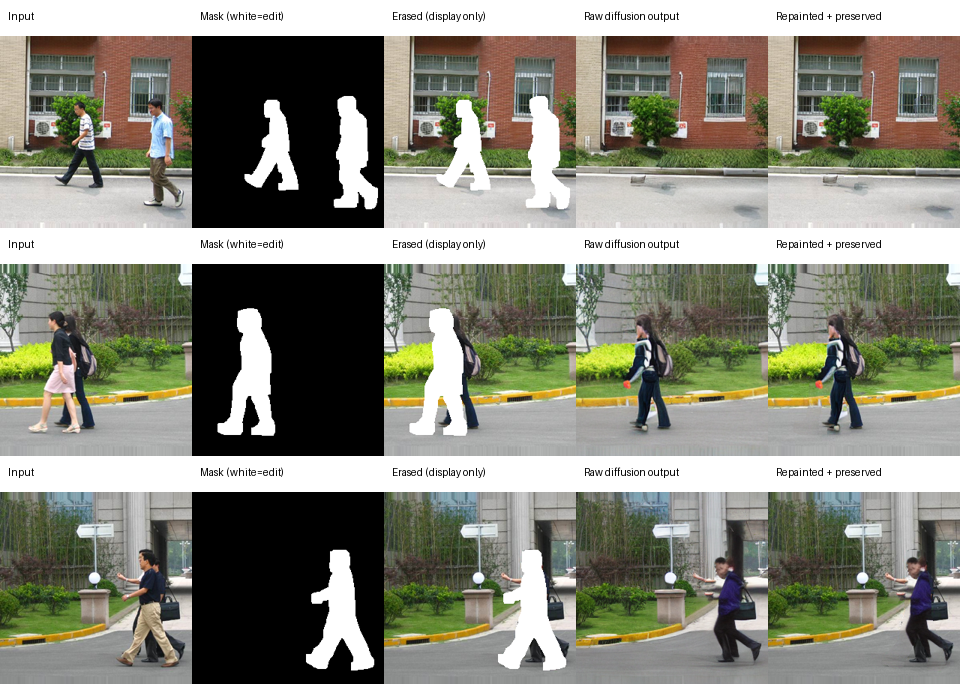 Input Mask (white=edit) Erased (display only) Raw diffusion output Repainted + preserved
Input Mask (white=edit) Erased (display only) Raw diffusion output Repainted + preserved
Input Mask (white=edit) Erased (display only) Raw diffusion output Repainted + preserved